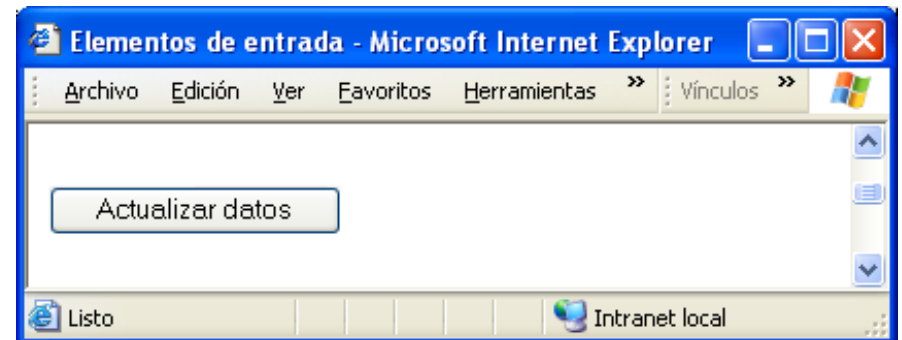 Elementos de entrada - Microsoft Internet Explorer
Archivo Edición Ver Favoritos Herramientas » Vínculos »
Actualizar datos
Listo Intranet local